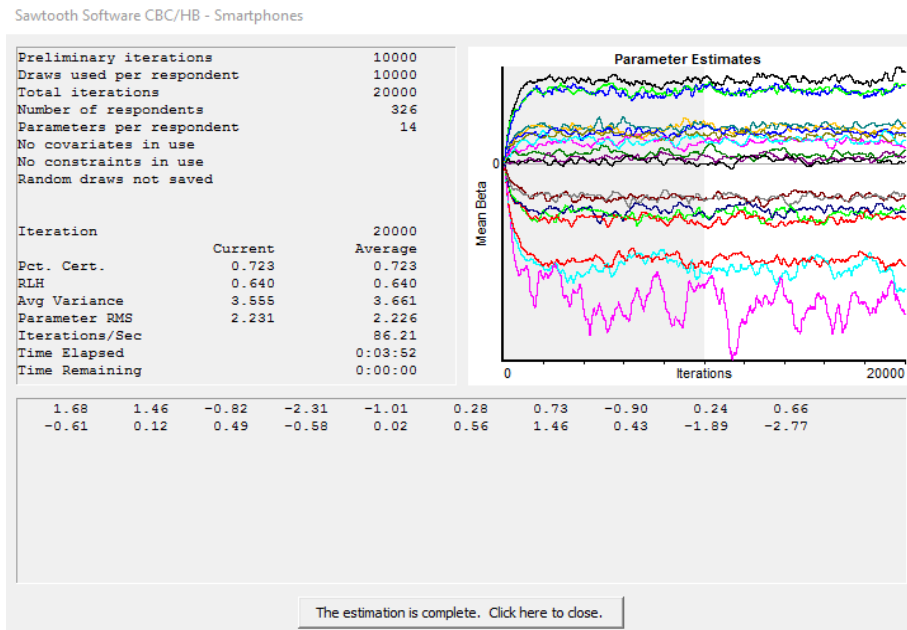 Sawtooth Software CBC/HB - Smartphones
Preliminary iterations 10000
Draws used per respondent 10000
Total iterations 20000
Number of respondents 326
Parameters per respondent 14
No covariates in use
No constraints in use
Random draws not saved
Iteration 20000
Current Average
Pct. Cert. 0.723 0.723
RLH 0.640 0.640
Avg Variance 3.555 3.661
Parameter RMS 2.231 2.226
Iterations/Sec 86.21
Time Elapsed 0:03:52
Time Remaining 0:00:00
Parameter Estimates
0
Mean Beta
0 Iterations 20000
1.68 1.46 -0.82 -2.31 -1.01 0.28 0.73 -0.90 0.24 0.66
-0.61 0.12 0.49 -0.58 0.02 0.56 1.46 0.43 -1.89 -2.77
The estimation is complete. Click here to close.